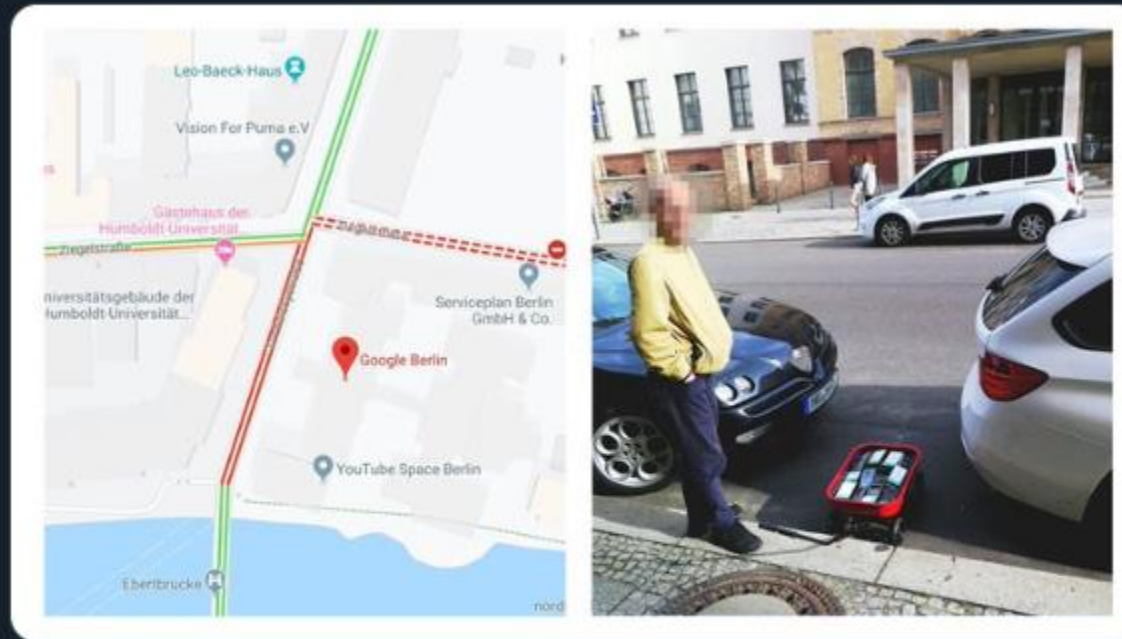 Leo-Baeck-Haus
Vision For Puma e.V
Gästehaus der
Humboldt-Universität...
Ziegelstraße
niversitätsgebäude der
Humboldt-Universität...
Serviceplan Berlin
GmbH & Co.
Google Berlin
YouTube Space Berlin
Ebertbrücke
nord